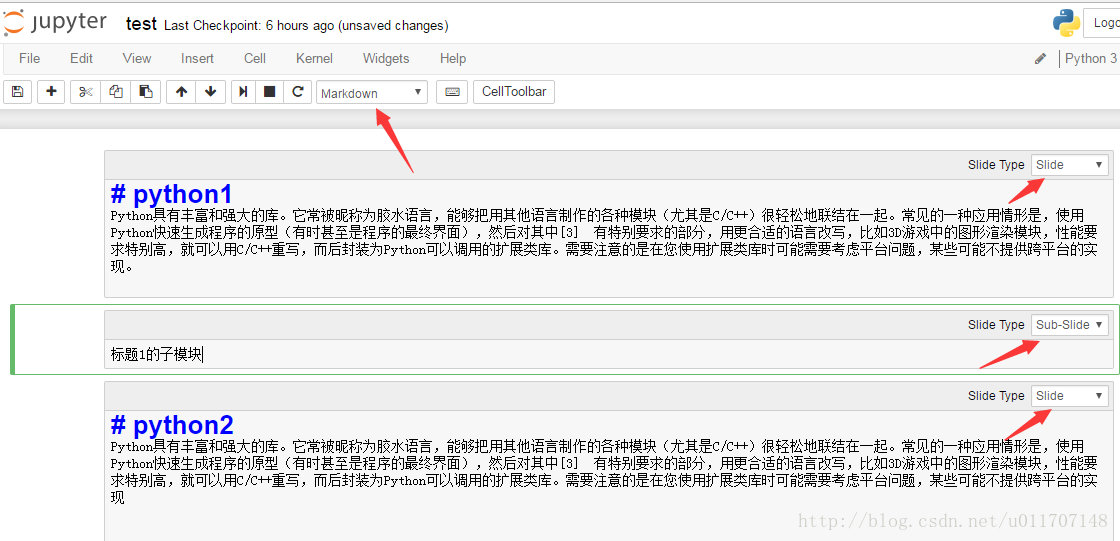 jupyter test Last Checkpoint: 6 hours ago (unsaved changes)
File Edit View Insert Cell Kernel Widgets Help Python 3
Markdown CellToolbar
Slide Type Slide
# python1
Python具有丰富和强大的库。它常被昵称为胶水语言，能够把用其他语言制作的各种模块（尤其是C/C++）很轻松地联结在一起。常见的一种应用情形是，使用
Python快速生成程序的原型（有时甚至是程序的最终界面），然后对其中[3] 有特别要求的部分，用更合适的语言改写，比如3D游戏中的图形渲染模块，性能要
求特别高，就可以用C/C++重写，而后封装为Python可以调用的扩展类库。需要注意的是在您使用扩展类库时可能需要考虑平台问题，某些可能不提供跨平台的实
现。
Slide Type Sub-Slide
标题1的子模块
Slide Type Slide
# python2
Python具有丰富和强大的库。它常被昵称为胶水语言，能够把用其他语言制作的各种模块（尤其是C/C++）很轻松地联结在一起。常见的一种应用情形是，使用
Python快速生成程序的原型（有时甚至是程序的最终界面），然后对其中[3] 有特别要求的部分，用更合适的语言改写，比如3D游戏中的图形渲染模块，性能要
求特别高，就可以用C/C++重写，而后封装为Python可以调用的扩展类库。需要注意的是在您使用扩展类库时可能需要考虑平台问题，某些可能不提供跨平台的实
现
http://blog.csdn.net/u011707148